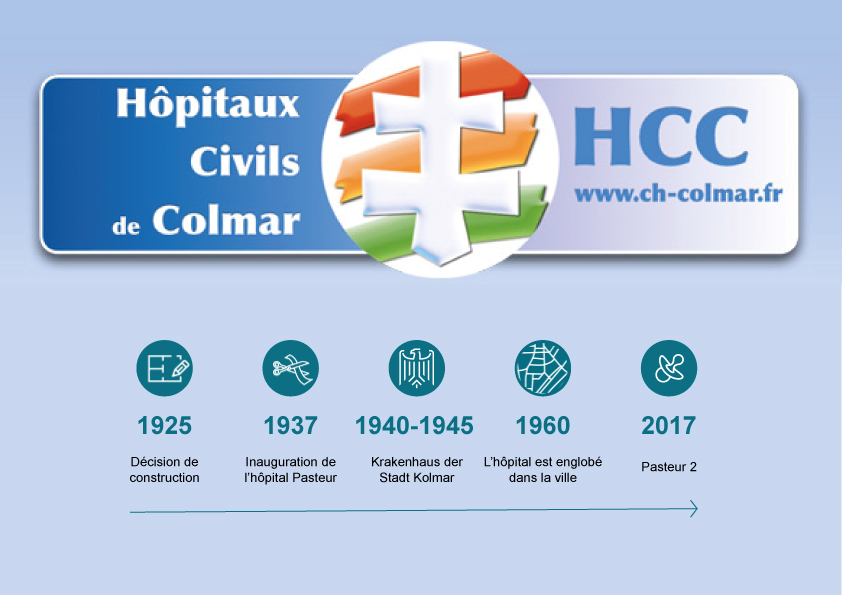 Hôpitaux
Civils
de Colmar
HCC
www.ch-colmar.fr
1925
Décision de
construction
1937
Inauguration de
l'hôpital Pasteur
1940-1945
Krakenhaus der
Stadt Kolmar
1960
L'hôpital est englobé
dans la ville
2017
Pasteur 2